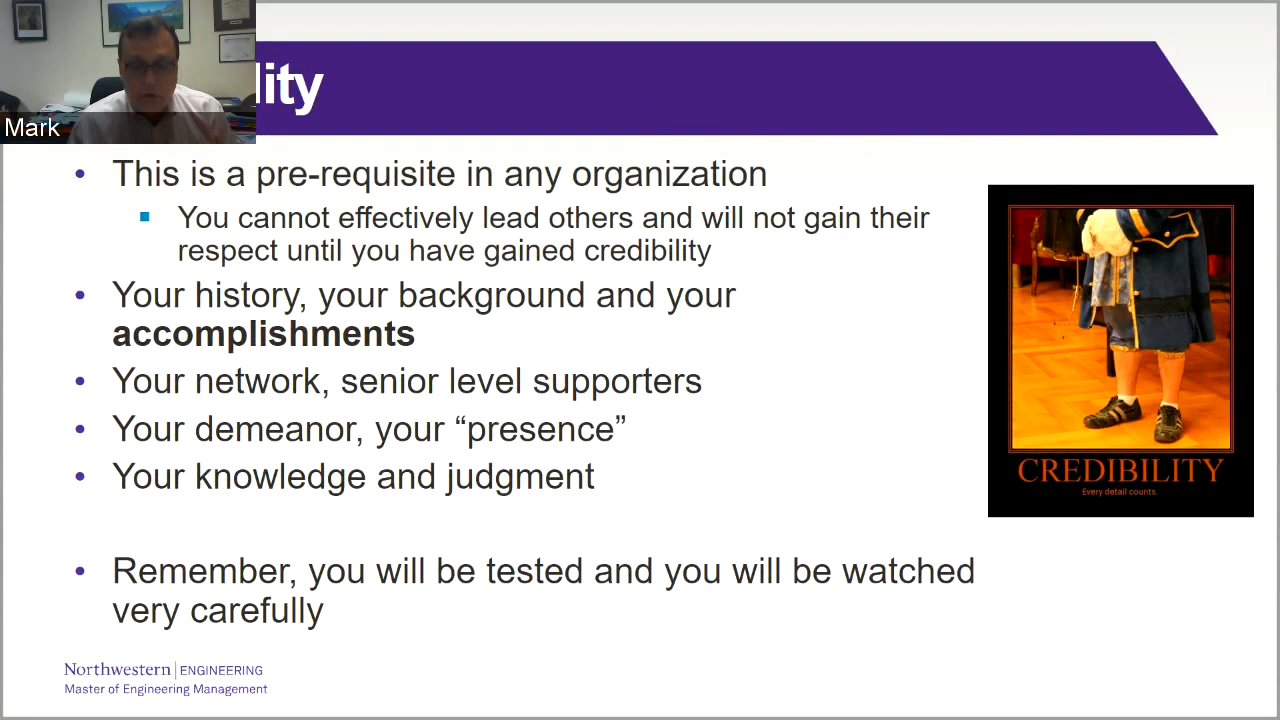 lity
Mark
This is a pre-requisite in any organization
You cannot effectively lead others and will not gain their
respect until you have gained credibility
Your history, your background and your
accomplishments
Your network, senior level supporters
Your demeanor, your “presence”
Your knowledge and judgment
Remember, you will be tested and you will be watched
very carefully
CREDIBILITY
Every detail counts.
Northwestern | ENGINEERING
Master of Engineering Management